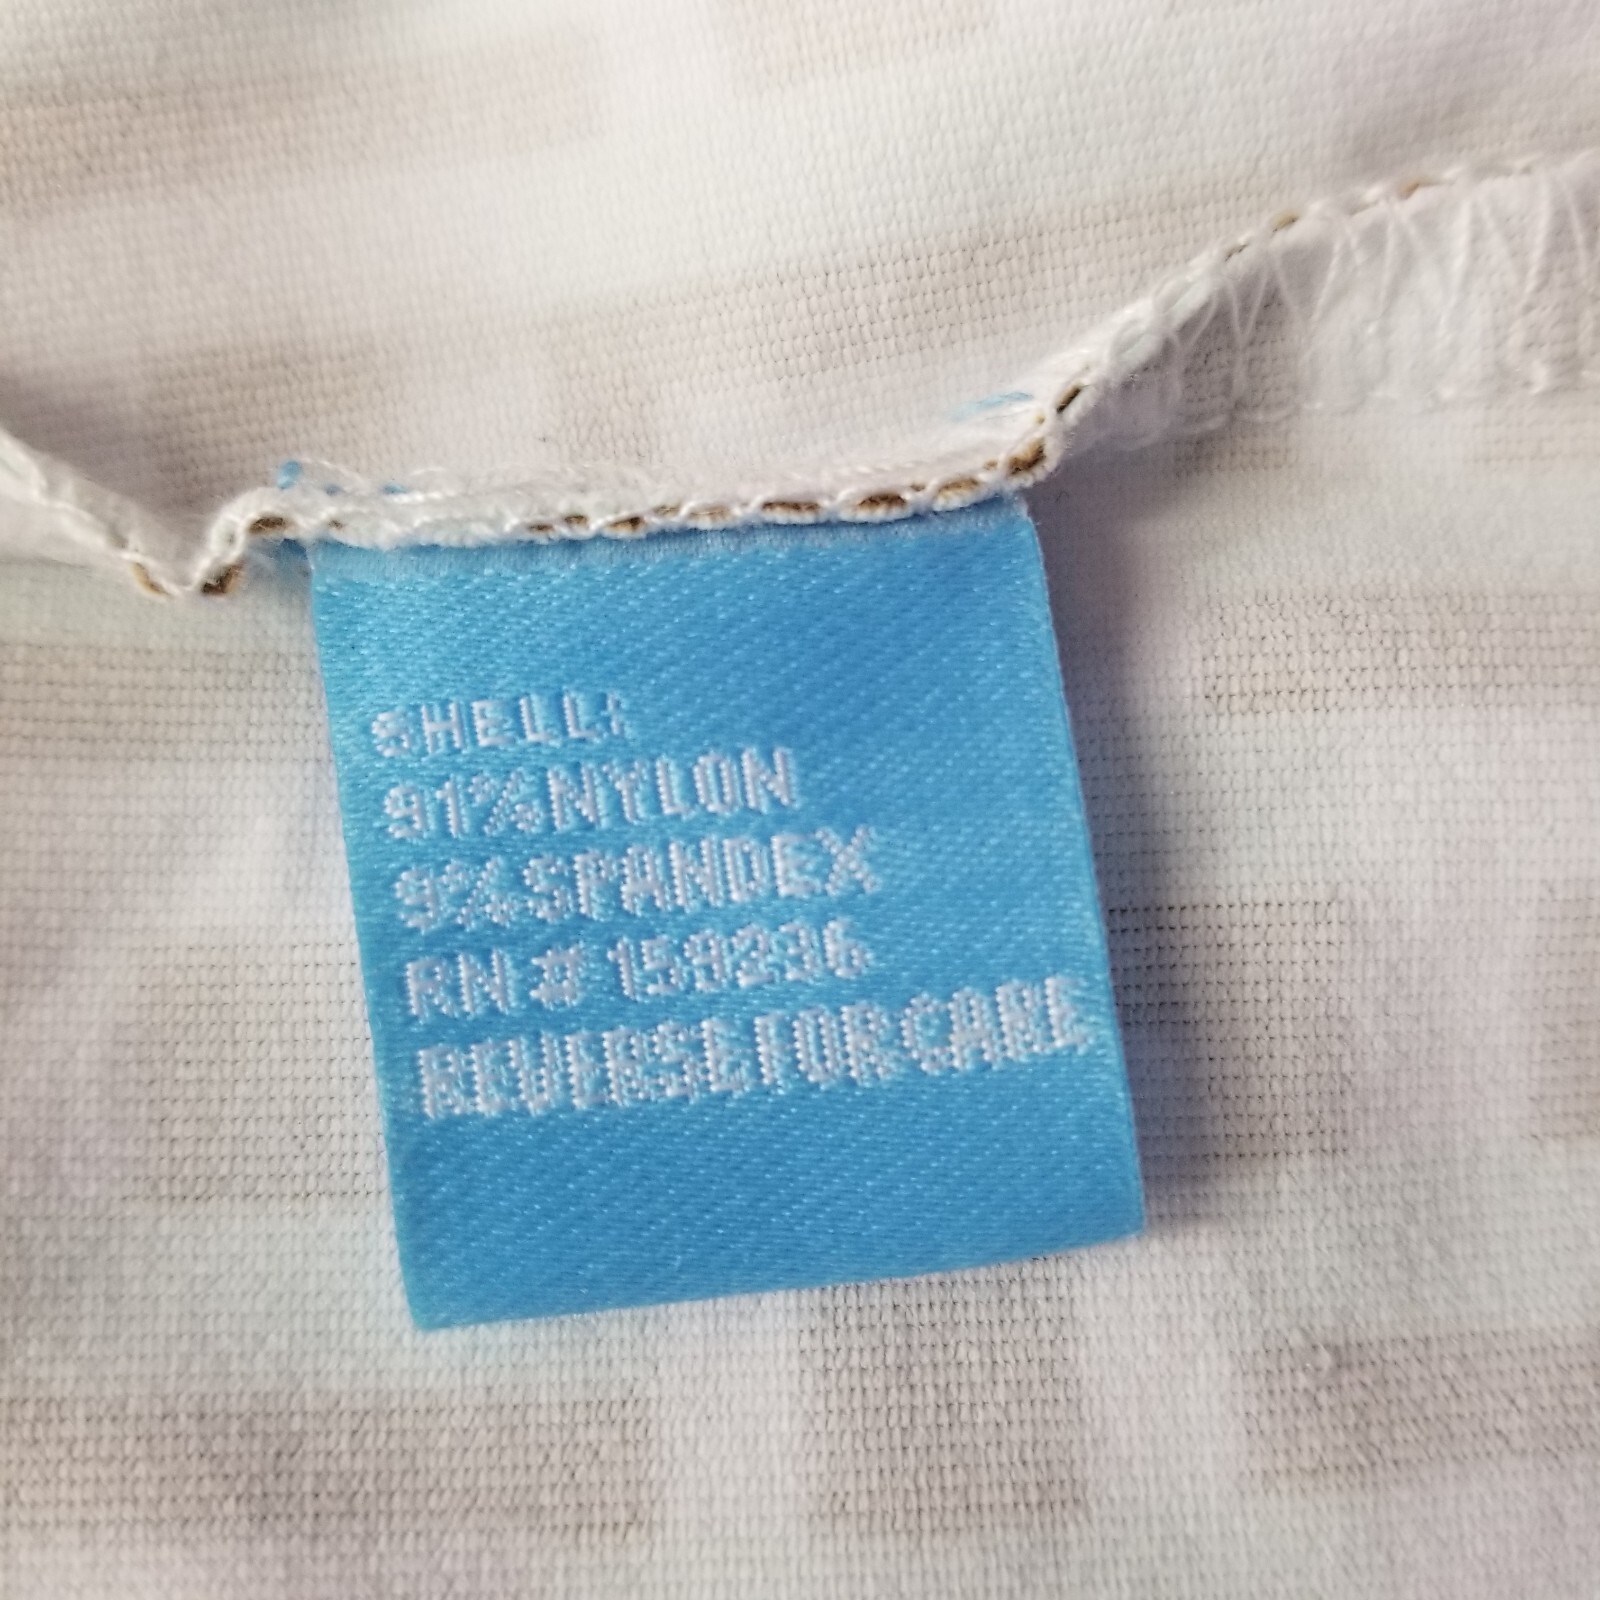 SHELL:
91%NYLON
9%SPANDEX
RN # 159236
REVERSE FOR CARE